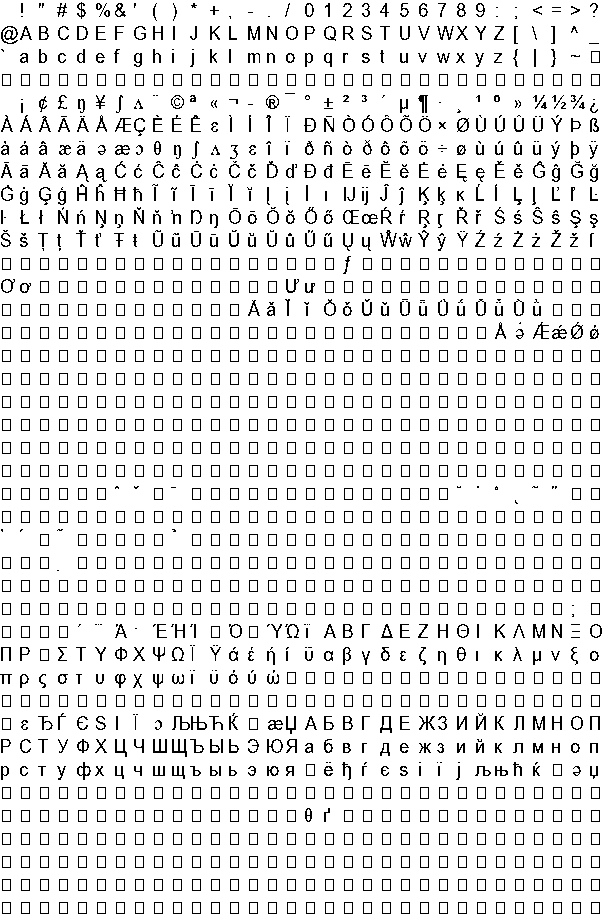 ! " # $ % & ' ( ) * + , - . / 0 1 2 3 4 5 6 7 8 9 : ; < = > ?
@ A B C D E F G H I J K L M N O P Q R S T U V W X Y Z [ \ ] ^ _
` a b c d e f g h i j k l m n o p q r s t u v w x y z { | } ~
¡ ¢ £ ŋ ¥ ʃ ʌ ¨ © ª « ¬ - ® ¯ ° ± ² ³ ´ µ ¶ · ¸ ¹ º » ¼ ½ ¾ ¿
À Á Â Ã Ä Å Æ Ç È É Ê ɛ Ì Í Î Ï Ð Ñ Ò Ó Ô Õ Ö × Ø Ù Ú Û Ü Ý Þ ß
à á â æ ä ə æ ɔ θ ŋ ʃ ʌ ʒ ɛ î ï ð ñ ò ð ô õ ö ÷ ø ù ú û ü ý þ ÿ
Ā ā Ă ă Ą ą Ć ć Ĉ ĉ Ċ ċ Č č Ď ď Đ đ Ē ē Ĕ ĕ Ė ė Ę ę Ě ě Ĝ ĝ Ğ ğ
Ġ ġ Ģ ģ Ĥ ĥ Ħ ħ Ĩ ĩ Ī ī Ĭ ĭ Į į İ ı IJ ij Ĵ ĵ Ķ ķ ĸ Ĺ ĺ Ļ ļ Ľ ľ Ŀ
ŀ Ł ł Ń ń Ņ ņ Ň ň ŉ Ŋ ŋ Ō ō Ŏ ŏ Ő ő Œ œ Ŕ ŕ Ŗ ŗ Ř ř Ś ś Ŝ ŝ Ş ş
Š š Ţ ţ Ť ť Ŧ ŧ Ũ ũ Ū ū Ŭ ŭ Ů ů Ű ű Ų ų Ŵ ŵ Ŷ ŷ Ÿ Ź ź Ż ż Ž ž ſ
ƒ
Ơ ơ Ư ư
Ǎ ǎ Ǐ ǐ Ǒ ǒ Ǔ ǔ Ǖ ǖ Ǘ ǘ Ǚ ǚ Ǜ ǜ
Ǻ ə́ Ǽ ǽ Ǿ ǿ
ˆ ˇ ˉ ˘ ˙ ˚ ˛ ˜ ˝
;
΄ ΅ Ά · Έ Ή Ί Ό Ύ Ώ ΐ Α Β Γ Δ Ε Ζ Η Θ Ι Κ Λ Μ Ν Ξ Ο
Π Ρ Σ Τ Υ Φ Χ Ψ Ω Ϊ Ϋ ά έ ή ί ΰ α β γ δ ε ζ η θ ι κ λ μ ν ξ ο
π ρ ς σ τ υ φ χ ψ ω ϊ ϋ ό ύ ώ
ɛ Ђ Ѓ Є Ѕ І Ї ɔ Љ Њ Ћ Ќ æ Џ А Б В Г Д Е Ж З И Й К Л М Н О П
Р С Т У Ф Х Ц Ч Ш Щ Ъ Ы Ь Э Ю Я а б в г д е ж з и й к л м н о п
р с т у ф х ц ч ш щ ъ ы ь э ю я ё ђ ѓ є ѕ і ї ј љ њ ћ ќ ə џ
θ ґ